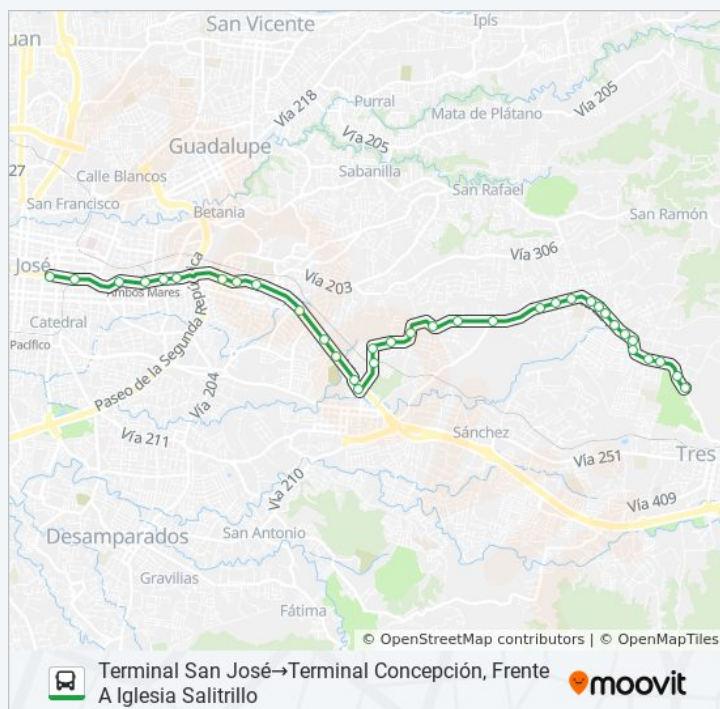 San Vicente
Ipís
uan
Vía 218
Purral
Mata de Plátano
Vía 205
Guadalupe
Vía 205
27
Calle Blancos
Sabanilla
San Rafael
San Francisco
Betania
San Ramón
Vía 306
José
Vía 203
Ambos Mares
Catedral
Pacífico
Paseo de la Segunda República
Vía 204
Vía 211
Sánchez
Vía 251
Tres
Vía 210
Vía 409
Desamparados
San Antonio
Gravilias
Fátima
© OpenStreetMap contributors | © OpenMapTiles
Terminal San José→Terminal Concepción, Frente
A Iglesia Salitrillo
moovit